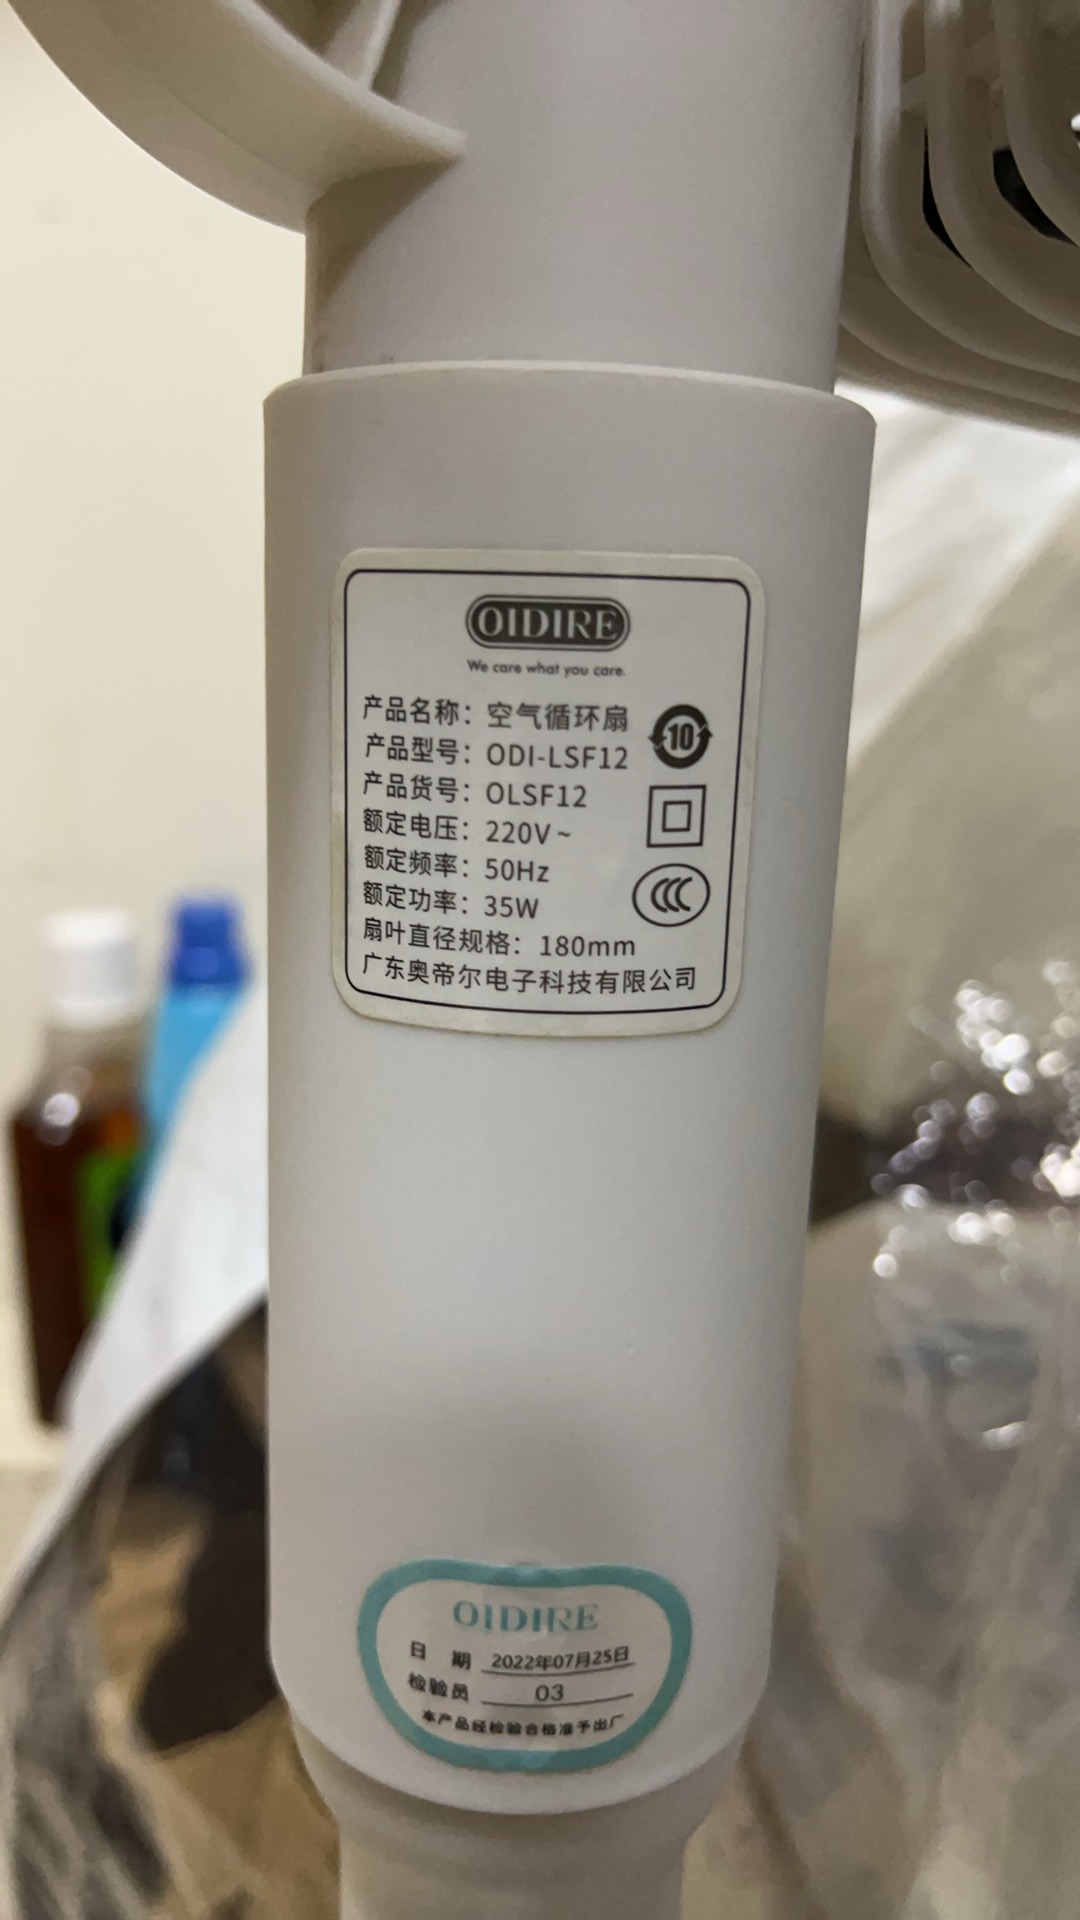 OIDIRE
We care what you care.
产品名称：空气循环扇
产品型号：ODI-LSF12
产品货号：OLSF12
额定电压：220V~
额定频率：50Hz
额定功率：35W
扇叶直径规格：180mm
广东奥帝尔电子科技有限公司
10
CCC
OIDIRE
日 期 2022年07月25日
检验员 03
本产品经检验合格准予出厂